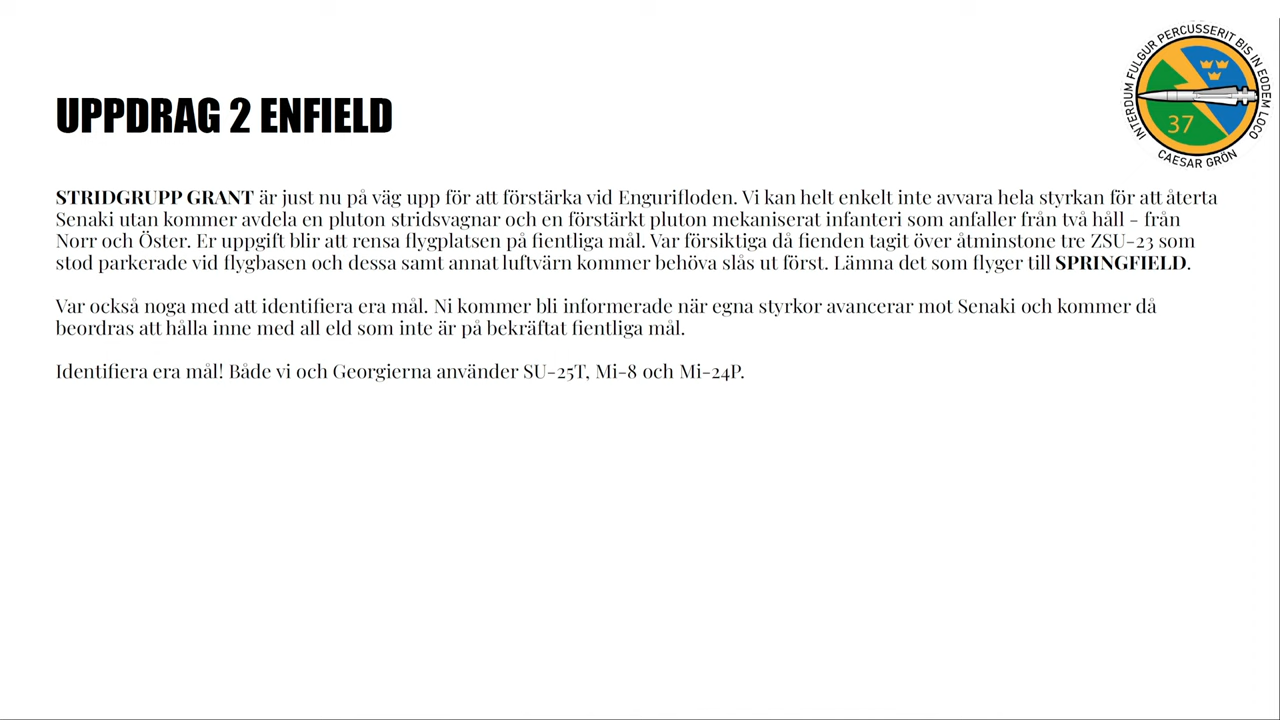 INTERDUM FULGUR PERCUSSERIT BIS IN EODEM LOCO
37
CAESAR GRÖN
UPPDRAG 2 ENFIELD
STRIDGRUPP GRANT är just nu på väg upp för att förstärka vid Engurifloden. Vi kan helt enkelt inte avvara hela styrkan för att återta
Senaki utan kommer avdela en pluton stridsvagnar och en förstärkt pluton mekaniserat infanteri som anfaller från två håll - från
Norr och Öster. Er uppgift blir att rensa flygplatsen på fientliga mål. Var försiktiga då fienden tagit över åtminstone tre ZSU-23 som
stod parkerade vid flygbasen och dessa samt annat luftvärn kommer behöva slås ut först. Lämna det som flyger till SPRINGFIELD.
Var också noga med att identifiera era mål. Ni kommer bli informerade när egna styrkor avancerar mot Senaki och kommer då
beordras att hålla inne med all eld som inte är på bekräftat fientliga mål.
Identifiera era mål! Både vi och Georgierna använder SU-25T, Mi-8 och Mi-24P.